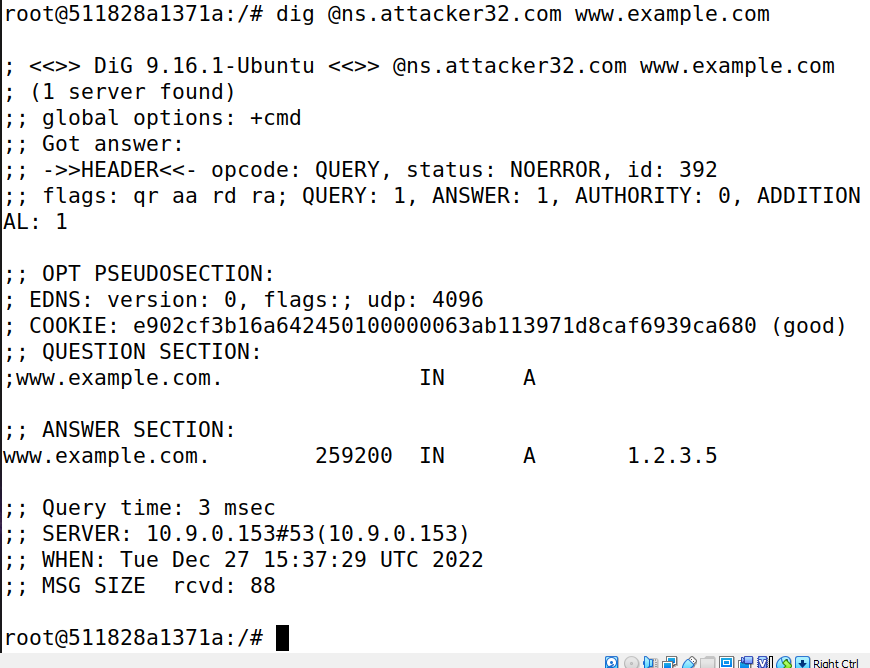 root@511828a1371a:/# dig @ns.attacker32.com www.example.com
; <<>> DiG 9.16.1-Ubuntu <<>> @ns.attacker32.com www.example.com
; (1 server found)
;; global options: +cmd
;; Got answer:
;; ->>HEADER<<- opcode: QUERY, status: NOERROR, id: 392
;; flags: qr aa rd ra; QUERY: 1, ANSWER: 1, AUTHORITY: 0, ADDITION
AL: 1
;; OPT PSEUDOSECTION:
; EDNS: version: 0, flags:; udp: 4096
; COOKIE: e902cf3b16a642450100000063ab113971d8caf6939ca680 (good)
;; QUESTION SECTION:
;www.example.com. IN A
;; ANSWER SECTION:
www.example.com. 259200 IN A 1.2.3.5
;; Query time: 3 msec
;; SERVER: 10.9.0.153#53(10.9.0.153)
;; WHEN: Tue Dec 27 15:37:29 UTC 2022
;; MSG SIZE rcvd: 88
root@511828a1371a:/#
Right Ctrl